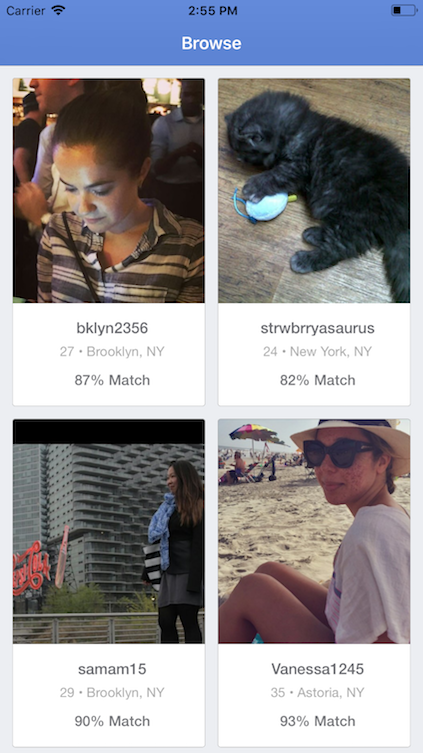 Carrier 2:55 PM
Browse
bklyn2356
27 • Brooklyn, NY
87% Match
strwbrryasaurus
24 • New York, NY
82% Match
samam15
29 • Brooklyn, NY
90% Match
Vanessa1245
35 • Astoria, NY
93% Match